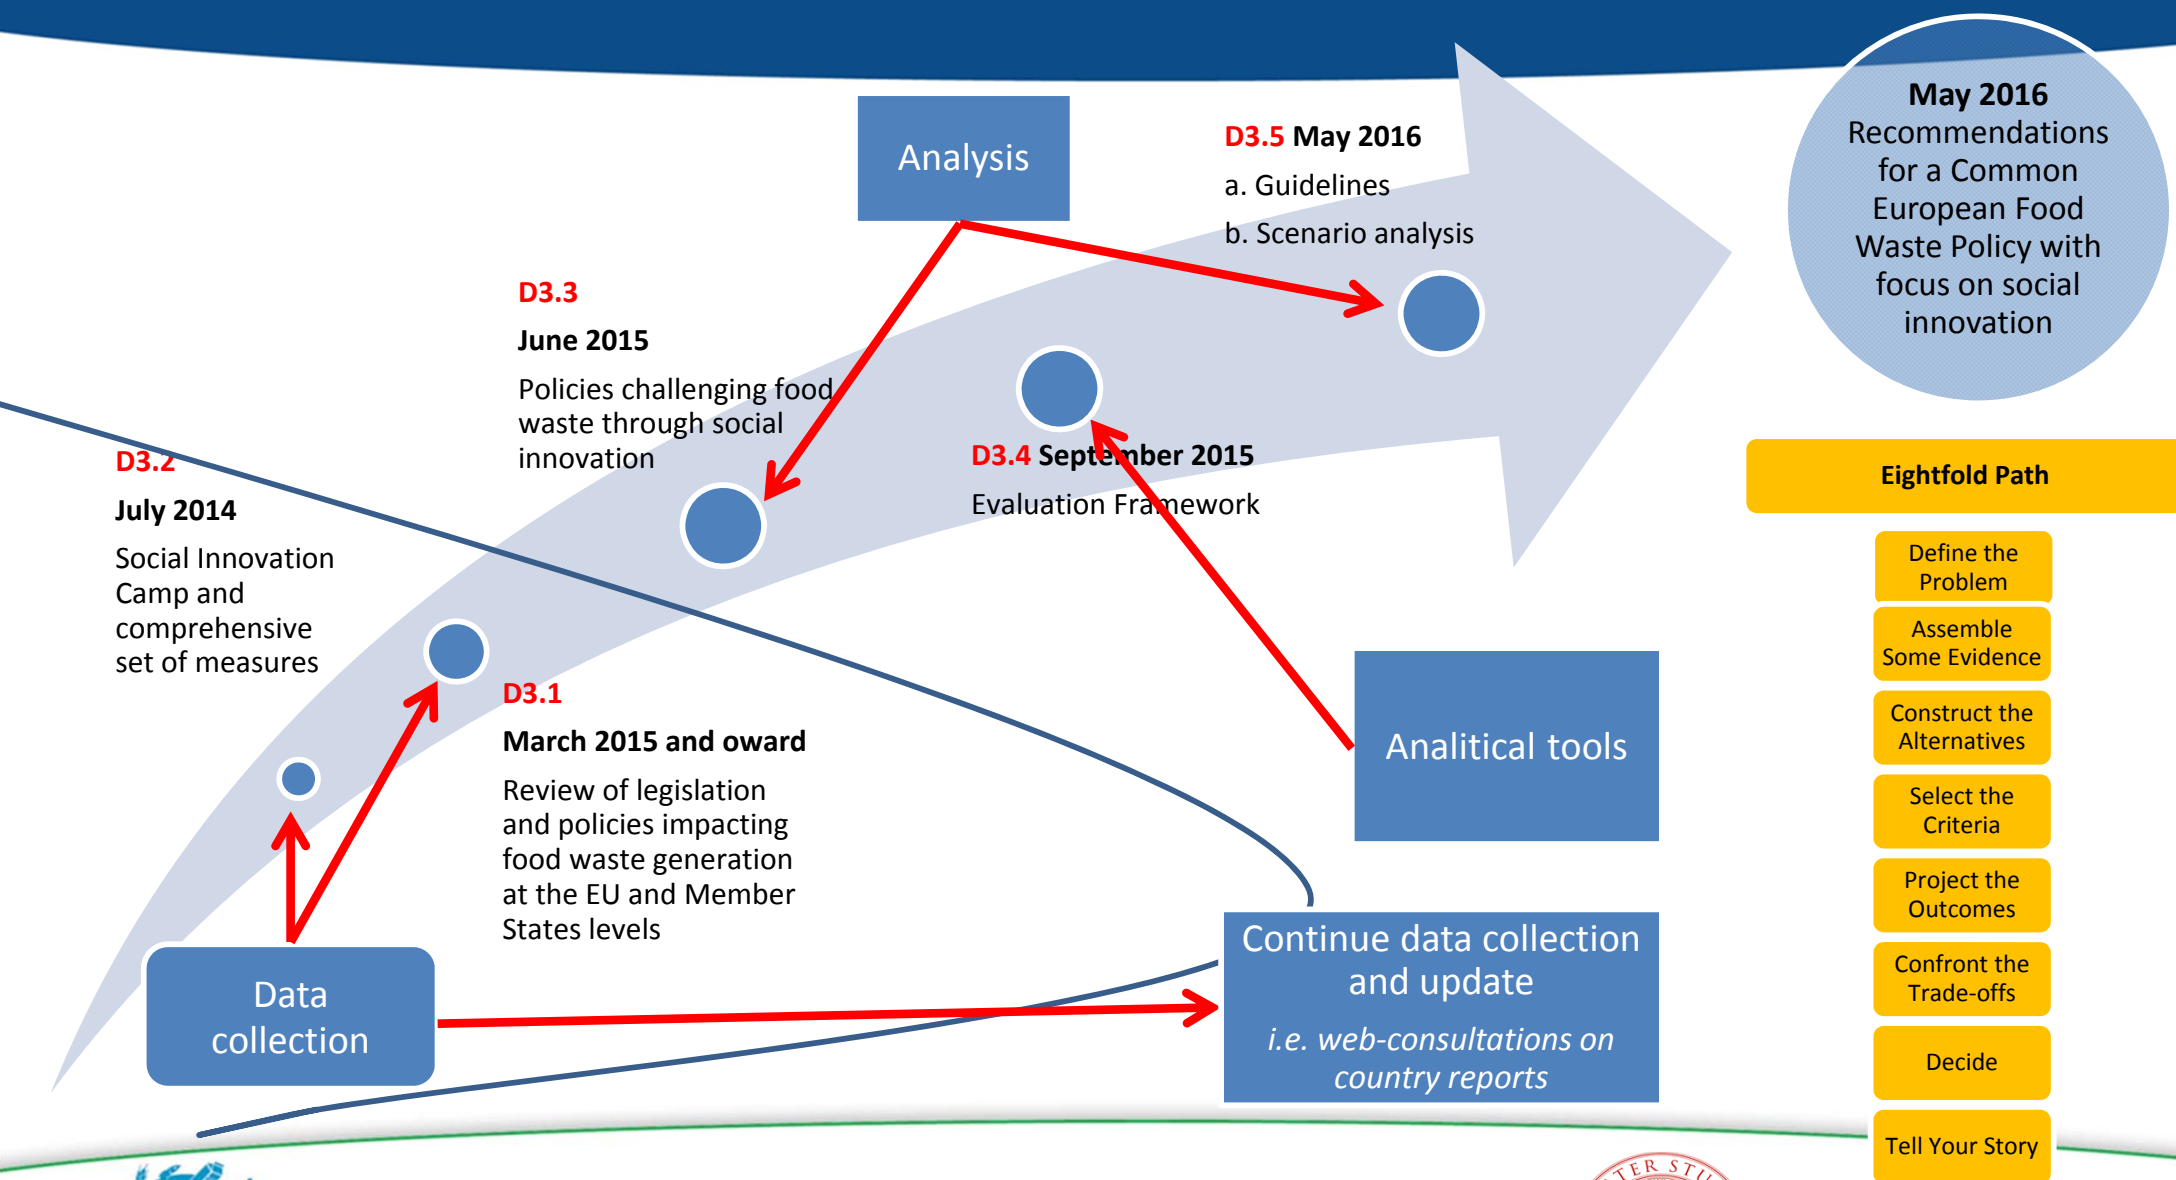 Analysis
D3.5 May 2016
a. Guidelines
b. Scenario analysis
May 2016
Recommendations
for a Common
European Food
Waste Policy with
focus on social
innovation
D3.3
June 2015
Policies challenging food
waste through social
innovation
D3.4 September 2015
Evaluation Framework
D3.2
July 2014
Social Innovation
Camp and
comprehensive
set of measures
D3.1
March 2015 and oward
Review of legislation
and policies impacting
food waste generation
at the EU and Member
States levels
Data
collection
Analitical tools
Continue data collection
and update
i.e. web-consultations on
country reports
Eightfold Path
Define the
Problem
Assemble
Some Evidence
Construct the
Alternatives
Select the
Criteria
Project the
Outcomes
Confront the
Trade-offs
Decide
Tell Your Story